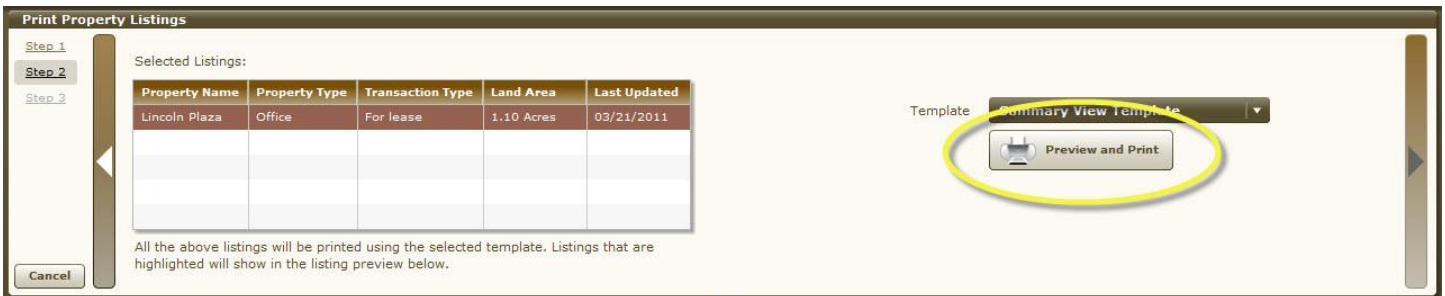 Print Property Listings
Step 1
Step 2
Step 3
Cancel
Selected Listings:
Property Name Property Type Transaction Type Land Area Last Updated
Lincoln Plaza Office For lease 1.10 Acres 03/21/2011
All the above listings will be printed using the selected template. Listings that are
highlighted will show in the listing preview below.
Template Summary View Template
Preview and Print